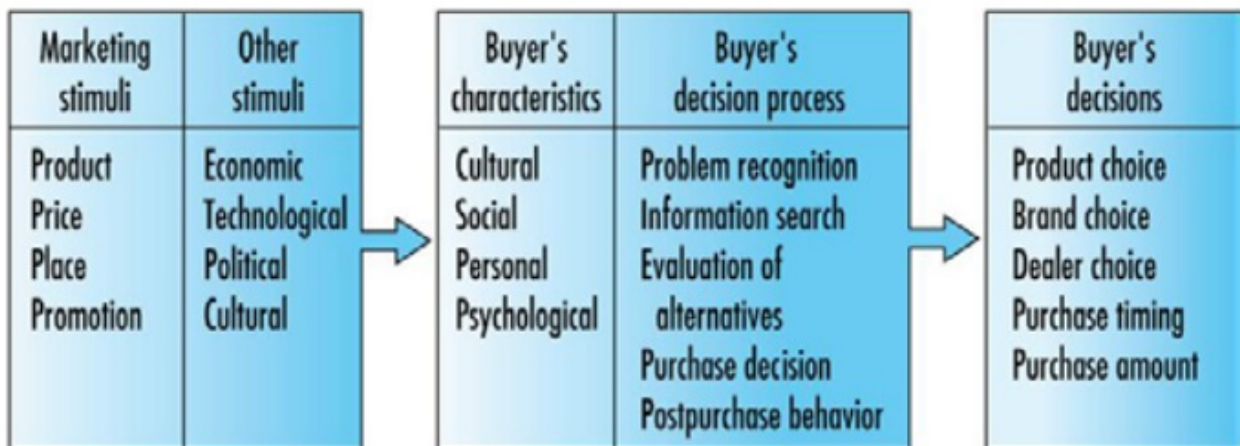 Marketing
stimuli
Product
Price
Place
Promotion
Other
stimuli
Economic
Technological
Political
Cultural
Buyer's
characteristics
Cultural
Social
Personal
Psychological
Buyer's
decision process
Problem recognition
Information search
Evaluation of
alternatives
Purchase decision
Postpurchase behavior
Buyer's
decisions
Product choice
Brand choice
Dealer choice
Purchase timing
Purchase amount